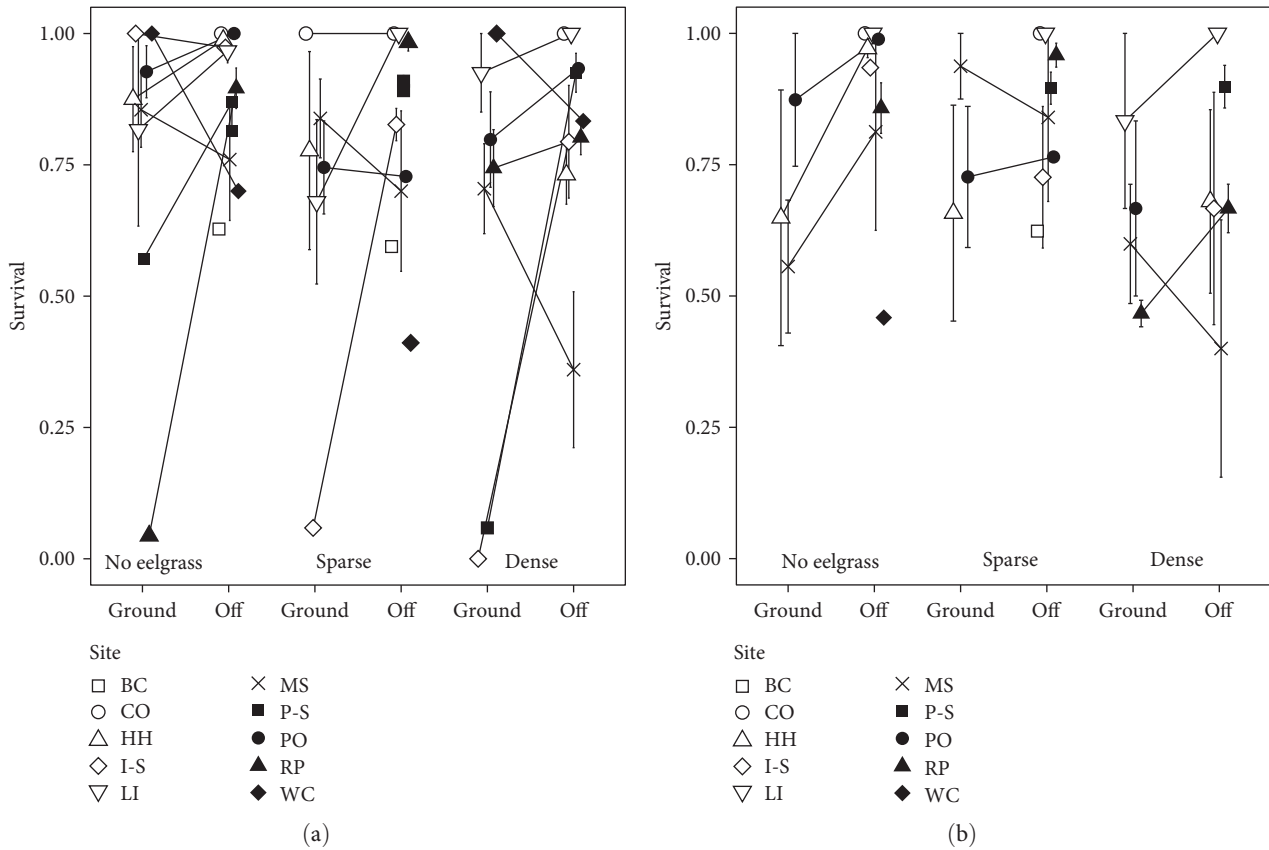 1.00
0.75
0.50
0.25
0.00
Survival
No eelgrass
Sparse
Dense
Ground
Off
Ground
Off
Ground
Off
Site
BC
CO
HH
I-S
LI
MS
P-S
PO
RP
WC
(a)
1.00
0.75
0.50
0.25
0.00
Survival
No eelgrass
Sparse
Dense
Ground
Off
Ground
Off
Ground
Off
Site
BC
CO
HH
I-S
LI
MS
P-S
PO
RP
WC
(b)